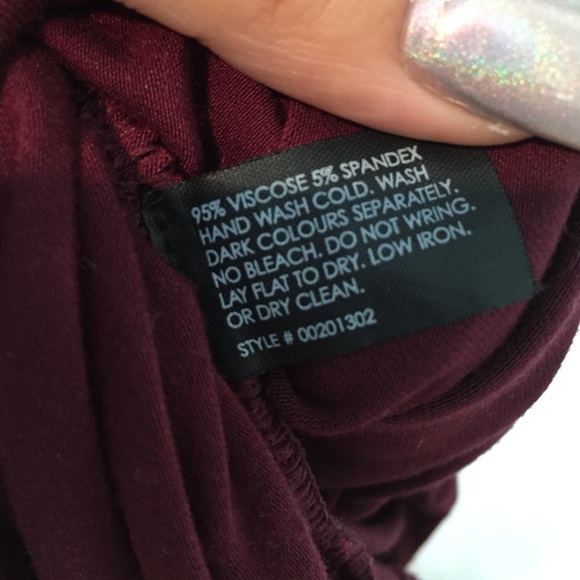 95% VISCOSE 5% SPANDEX
HAND WASH COLD. WASH
DARK COLOURS SEPARATELY.
NO BLEACH. DO NOT WRING.
LAY FLAT TO DRY. LOW IRON.
OR DRY CLEAN.
STYLE # 00201302